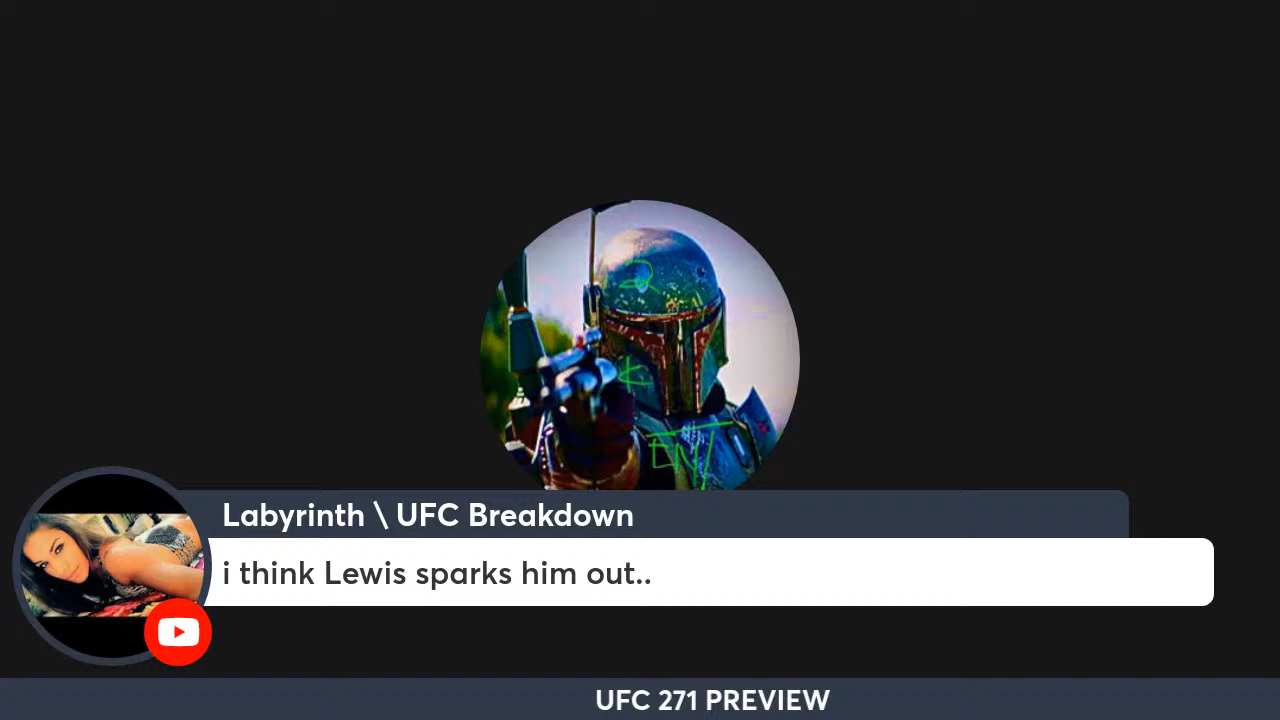 Labyrinth \ UFC Breakdown
i think Lewis sparks him out..
UFC 271 PREVIEW